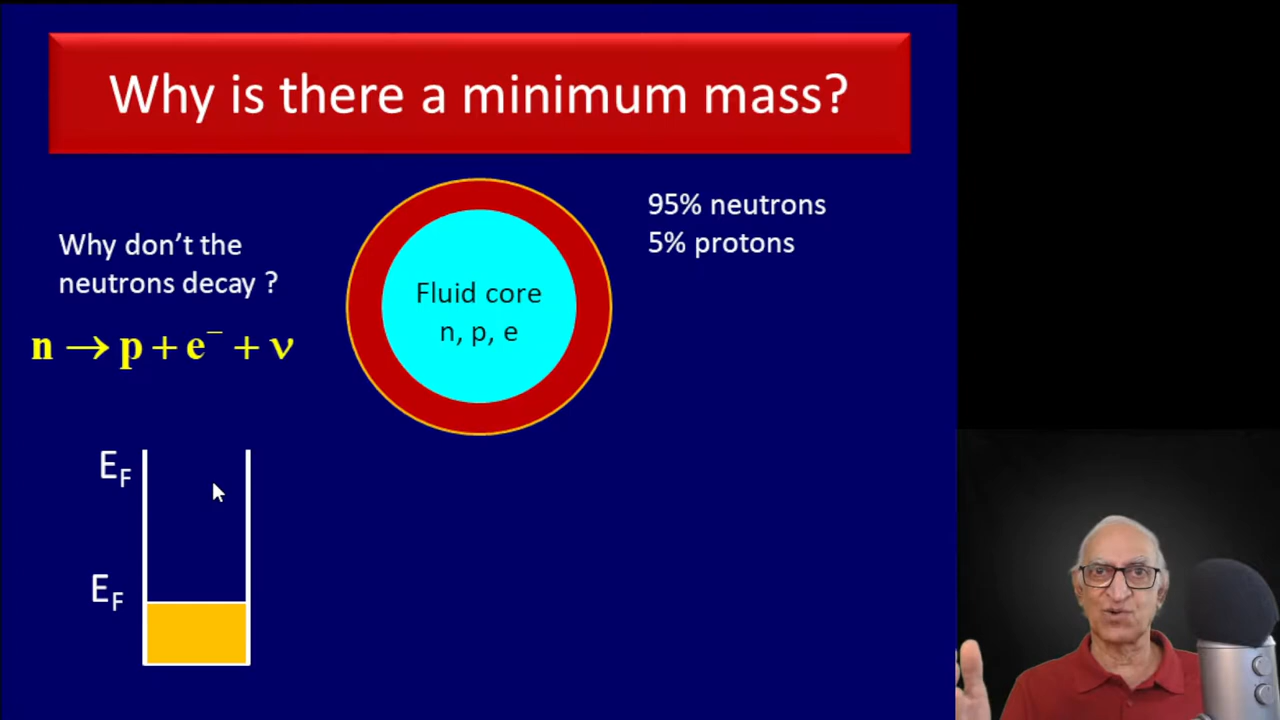 Why is there a minimum mass?
95% neutrons
5% protons
Why don't the
neutrons decay ?
n → p + e⁻ + ν
Fluid core
n, p, e
E_F
E_F